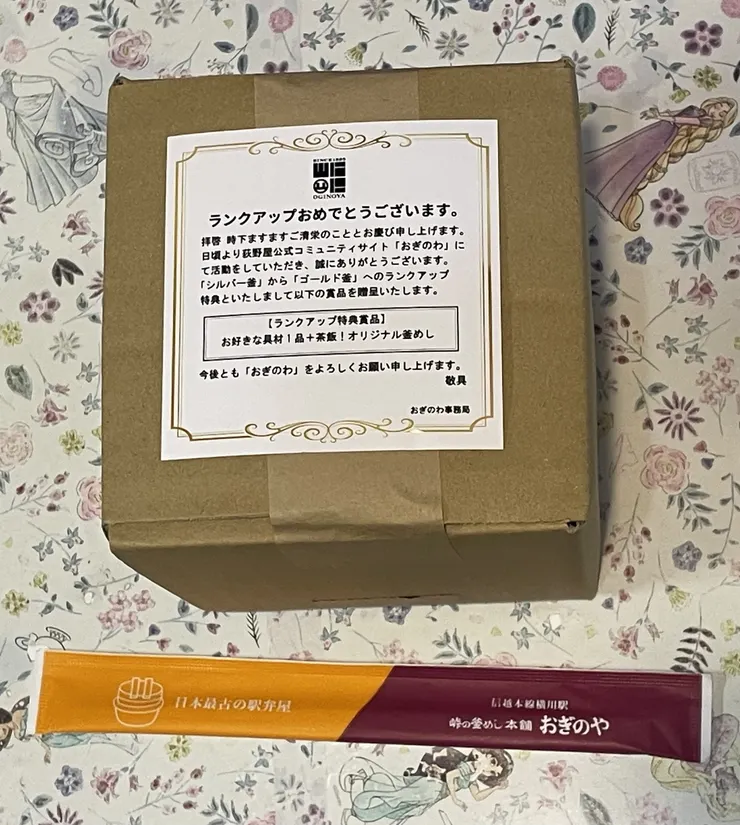 SINCE 1885
OGINOYA
ランクアップおめでとうございます。
拝啓 時下ますますご清栄のこととお慶び申し上げます。
日頃より荻野屋公式コミュニティサイト「おぎのわ」に
て活動をしていただき、誠にありがとうございます。
「シルバー釜」から「ゴールド釜」へのランクアップ
特典といたしまして以下の賞品を贈呈いたします。
【ランクアップ特典賞品】
お好きな具材1品+茶飯!オリジナル釜めし
今後とも「おぎのわ」をよろしくお願い申し上げます。
敬具
おぎのわ事務局
日本最古の駅弁屋
信越本線横川駅
峠の釜めし本舗 おぎのや